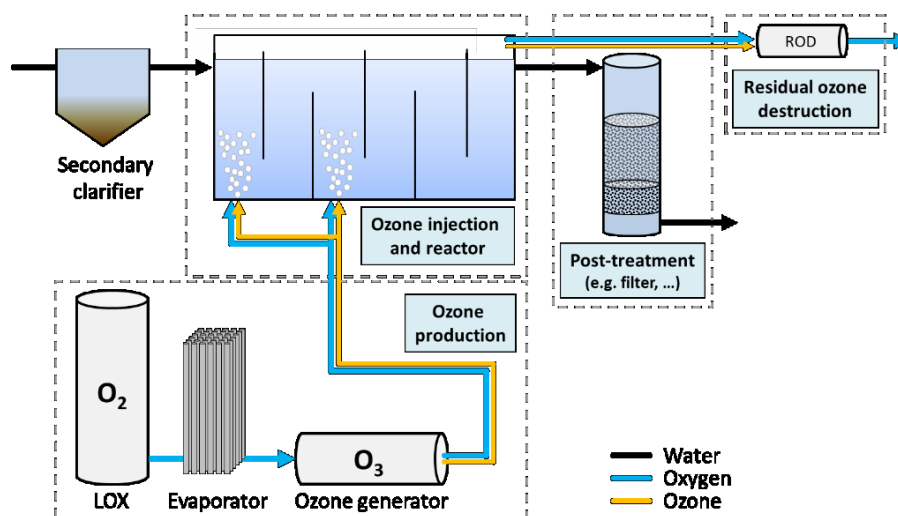 ROD
Residual ozone
destruction
Secondary
clarifier
Ozone injection
and reactor
Post-treatment
(e.g. filter, ...)
Ozone
production
O₂
O₃
LOX
Evaporator
Ozone generator
Water
Oxygen
Ozone